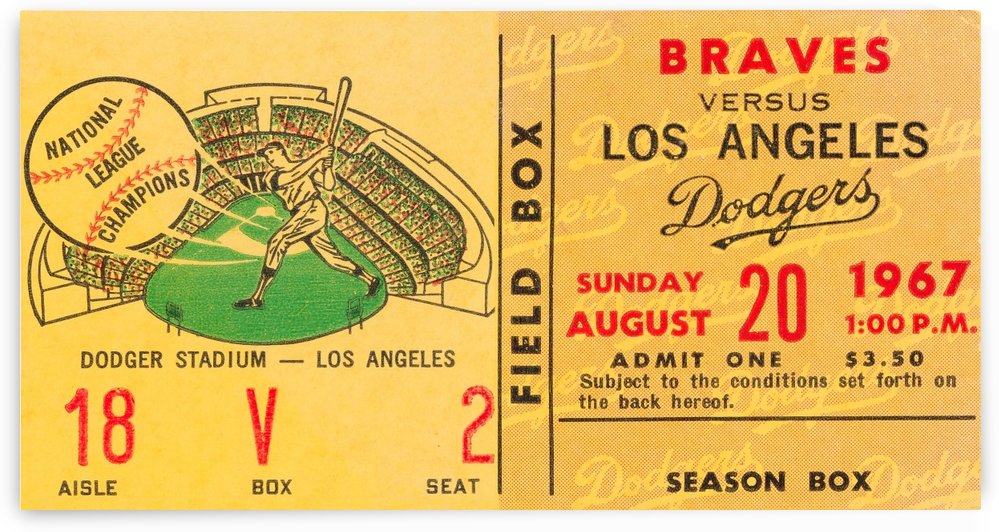 NATIONAL
LEAGUE
CHAMPIONS
DODGER STADIUM — LOS ANGELES
18 V 2
AISLE BOX SEAT
FIELD BOX
BRAVES
VERSUS
LOS ANGELES
Dodgers
SUNDAY
AUGUST
20
1967
1:00 P.M.
ADMIT ONE $3.50
Subject to the conditions set forth on
the back hereof.
SEASON BOX